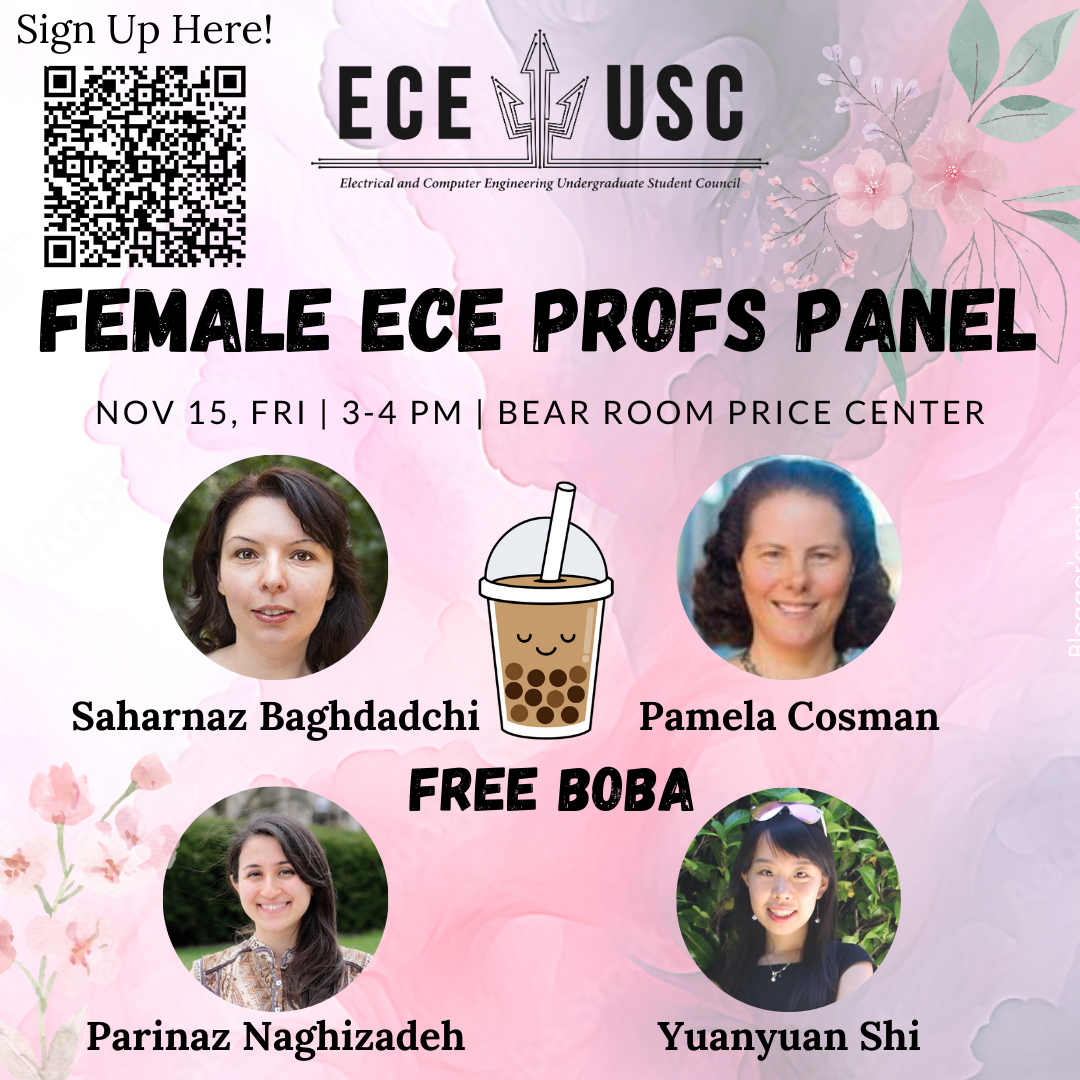 Sign Up Here!
ECE USC
Electrical and Computer Engineering Undergraduate Student Council
FEMALE ECE PROFS PANEL
NOV 15, FRI | 3-4 PM | BEAR ROOM PRICE CENTER
Saharnaz Baghdadchi
Pamela Cosman
FREE BOBA
Parinaz Naghizadeh
Yuanyuan Shi